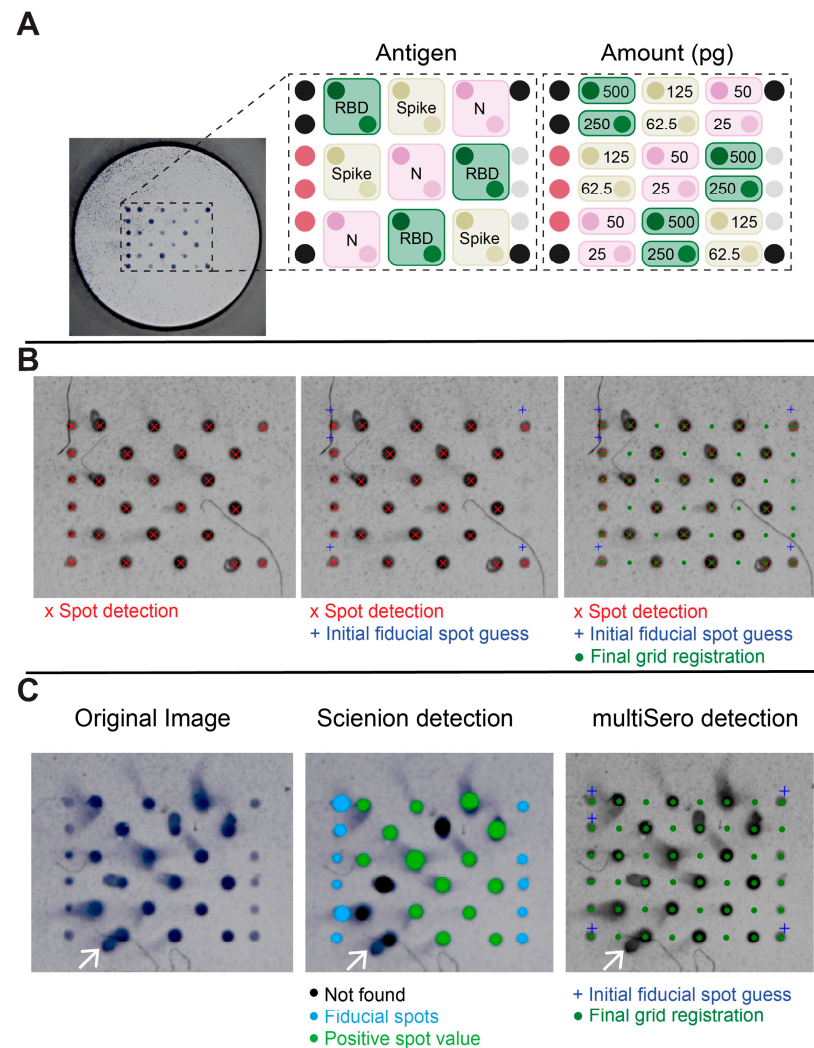 A
Antigen
Amount (pg)
RBD
Spike
N
500
125
50
250
62.5
25
Spike
N
RBD
125
50
500
62.5
25
250
N
RBD
Spike
50
500
125
25
250
62.5
B
x Spot detection
x Spot detection
+ Initial fiducial spot guess
x Spot detection
+ Initial fiducial spot guess
● Final grid registration
C
Original Image
Scienion detection
multiSero detection
● Not found
● Fiducial spots
● Positive spot value
+ Initial fiducial spot guess
● Final grid registration